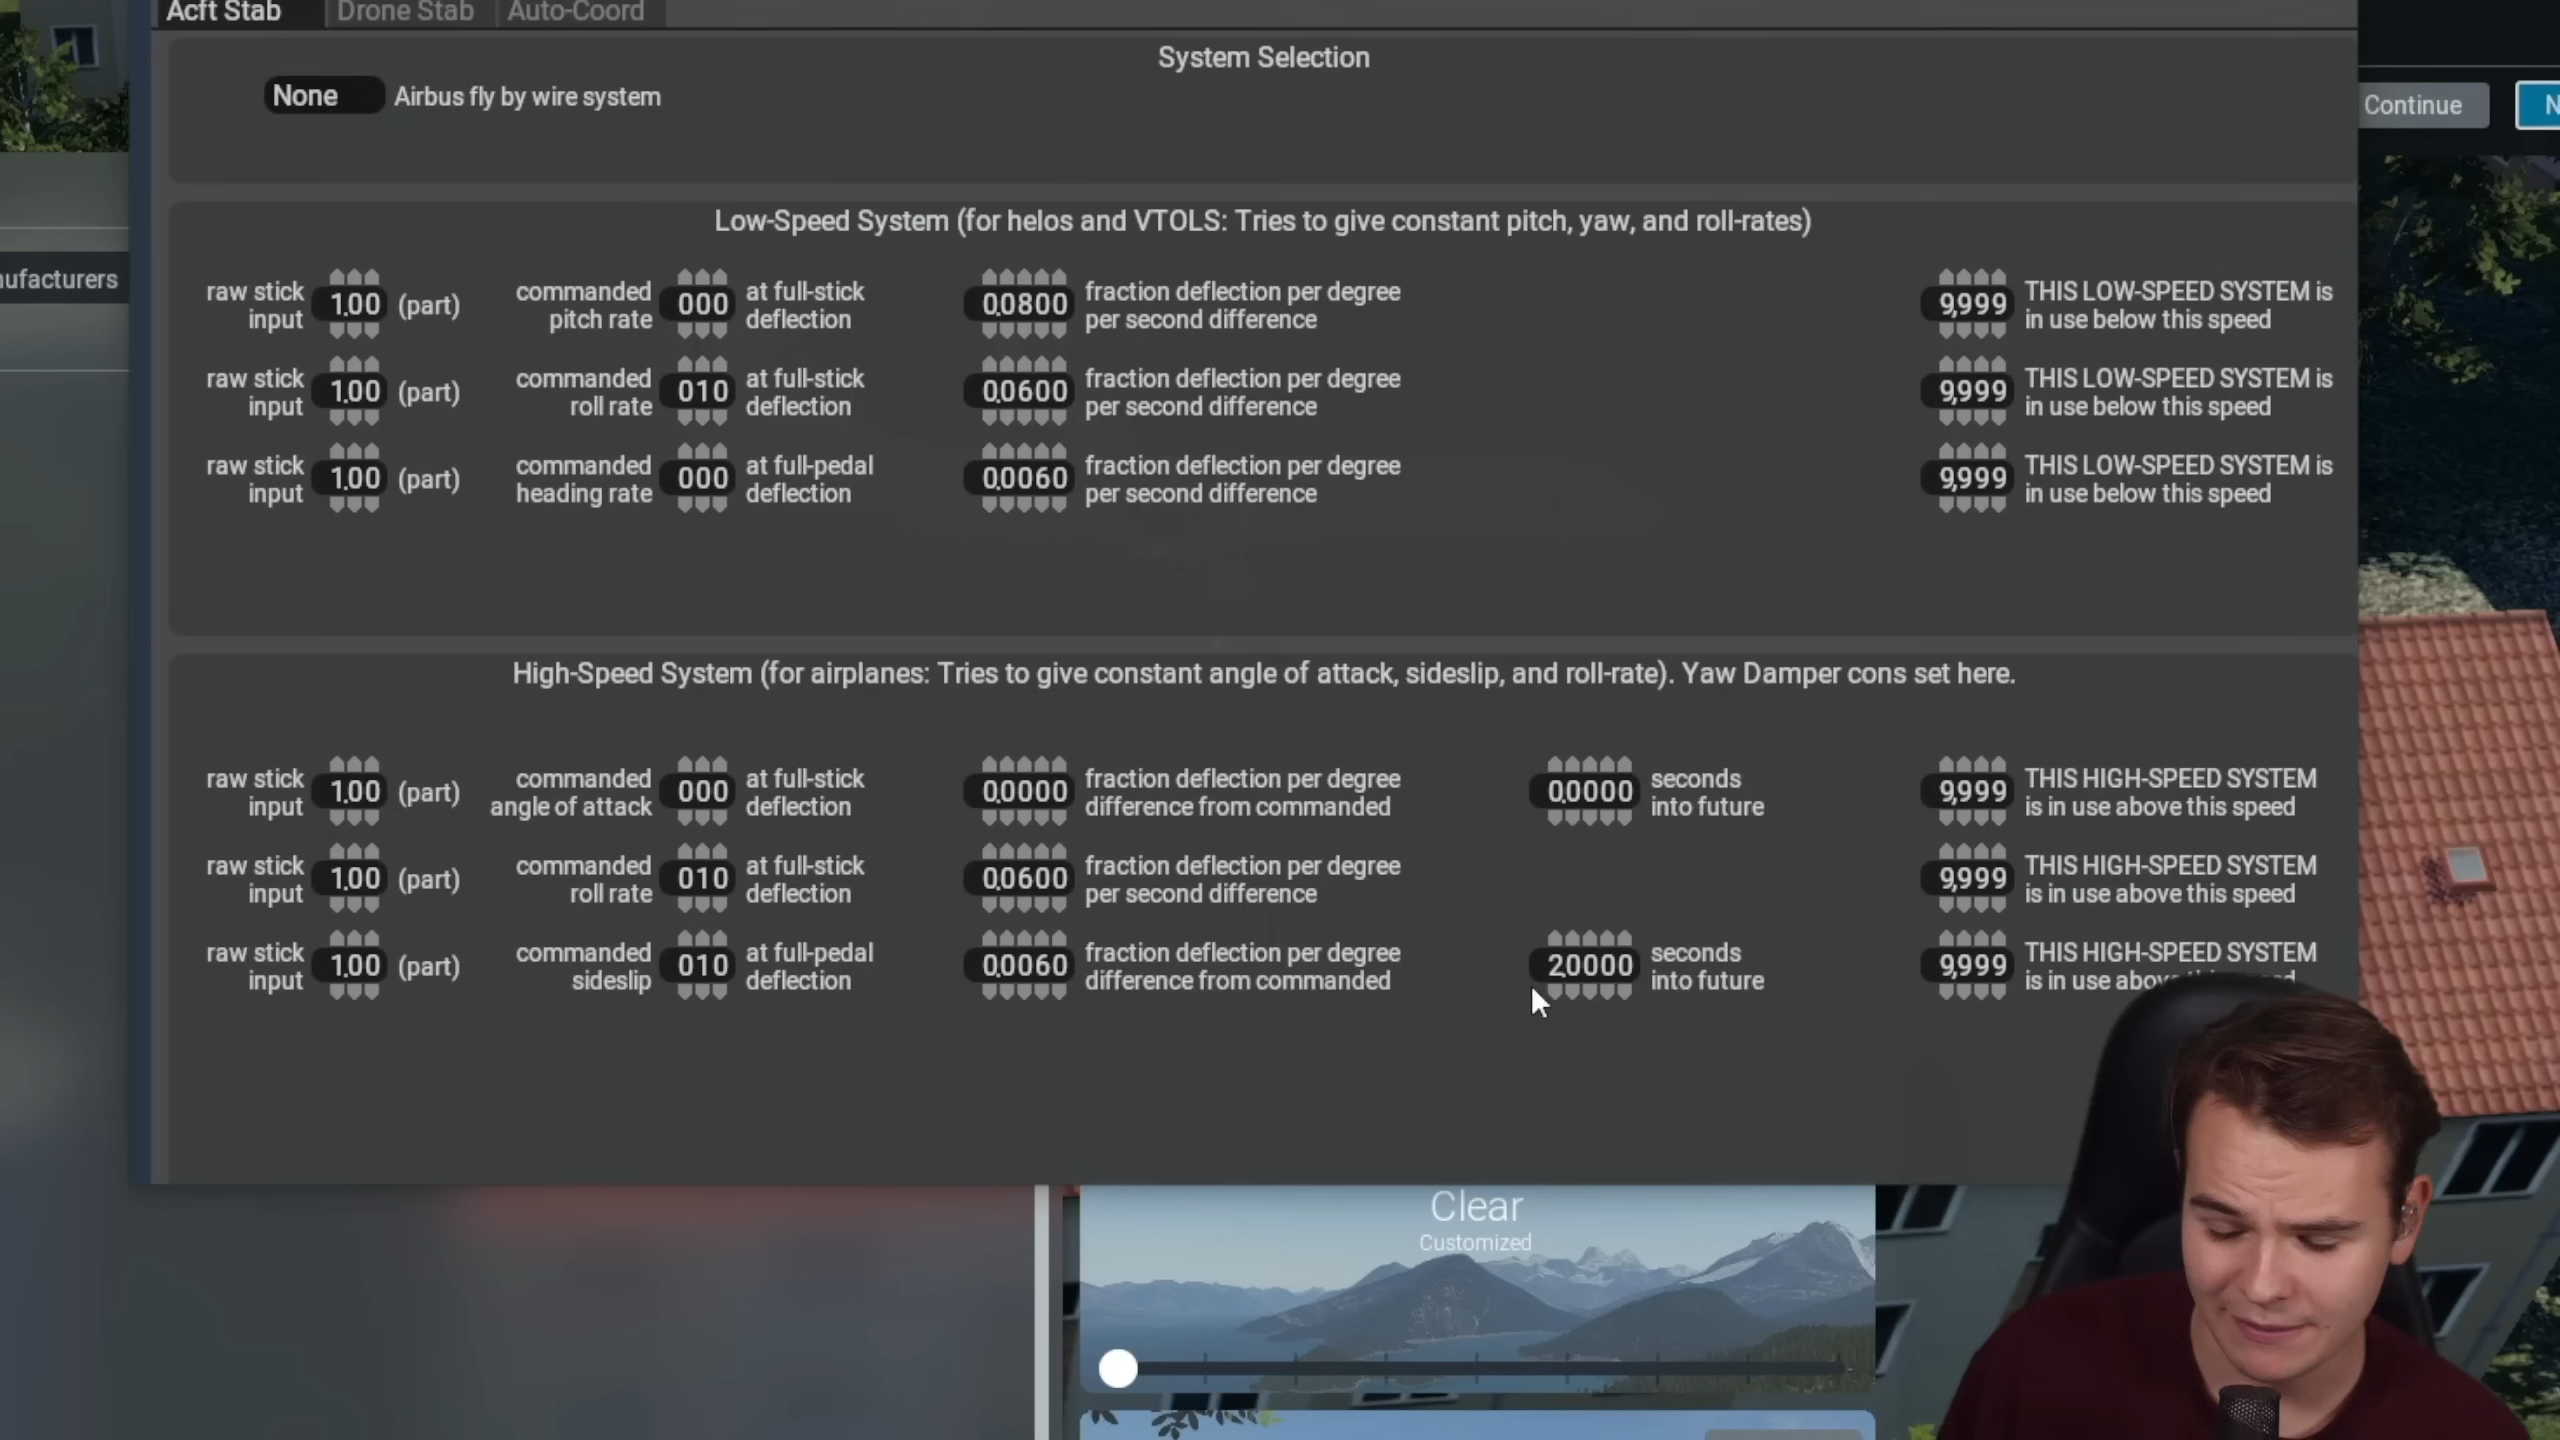 Acft Stab Drone Stab Auto-Coord
System Selection
None Airbus fly by wire system
Continue N
Low-Speed System (for helos and VTOLS: Tries to give constant pitch, yaw, and roll-rates)
nufacturers
raw stick input 1.00 (part) commanded pitch rate 000 at full-stick deflection 0.0800 fraction deflection per degree per second difference 9,999 THIS LOW-SPEED SYSTEM is in use below this speed
raw stick input 1.00 (part) commanded roll rate 010 at full-stick deflection 0.0600 fraction deflection per degree per second difference 9,999 THIS LOW-SPEED SYSTEM is in use below this speed
raw stick input 1.00 (part) commanded heading rate 000 at full-pedal deflection 0.0060 fraction deflection per degree per second difference 9,999 THIS LOW-SPEED SYSTEM is in use below this speed
High-Speed System (for airplanes: Tries to give constant angle of attack, sideslip, and roll-rate). Yaw Damper cons set here.
raw stick input 1.00 (part) commanded angle of attack 000 at full-stick deflection 0.0000 fraction deflection per degree difference from commanded 0.0000 seconds into future 9,999 THIS HIGH-SPEED SYSTEM is in use above this speed
raw stick input 1.00 (part) commanded roll rate 010 at full-stick deflection 0.0600 fraction deflection per degree per second difference 9,999 THIS HIGH-SPEED SYSTEM is in use above this speed
raw stick input 1.00 (part) commanded sideslip 010 at full-pedal deflection 0.0060 fraction deflection per degree difference from commanded 2.0000 seconds into future 9,999 THIS HIGH-SPEED SYSTEM is in use above
Clear
Customized